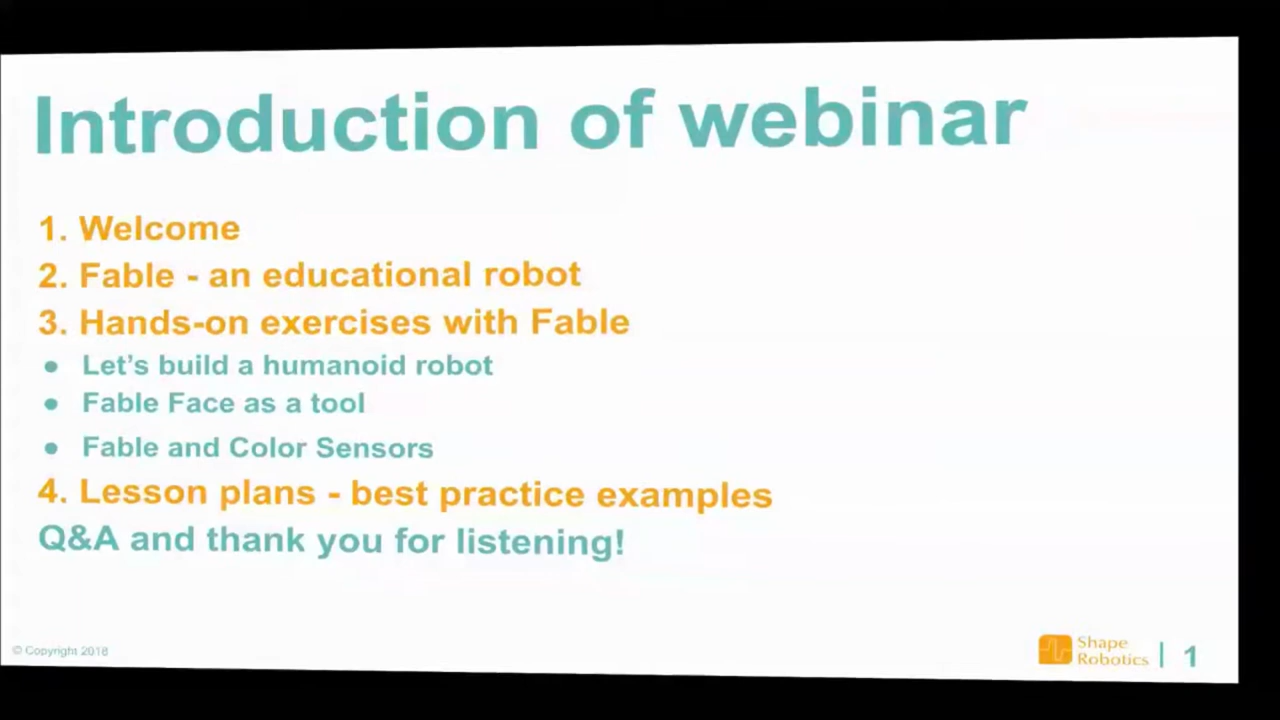 Introduction of webinar
1. Welcome
2. Fable - an educational robot
3. Hands-on exercises with Fable
● Let's build a humanoid robot
● Fable Face as a tool
● Fable and Color Sensors
4. Lesson plans - best practice examples
Q&A and thank you for listening!
© Copyright 2018
Shape
Robotics
1